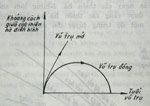 Khoảng cách
giữa các thiên
hà điển hình
Vũ trụ mở
Vũ trụ đóng
Tuổi
vũ trụ